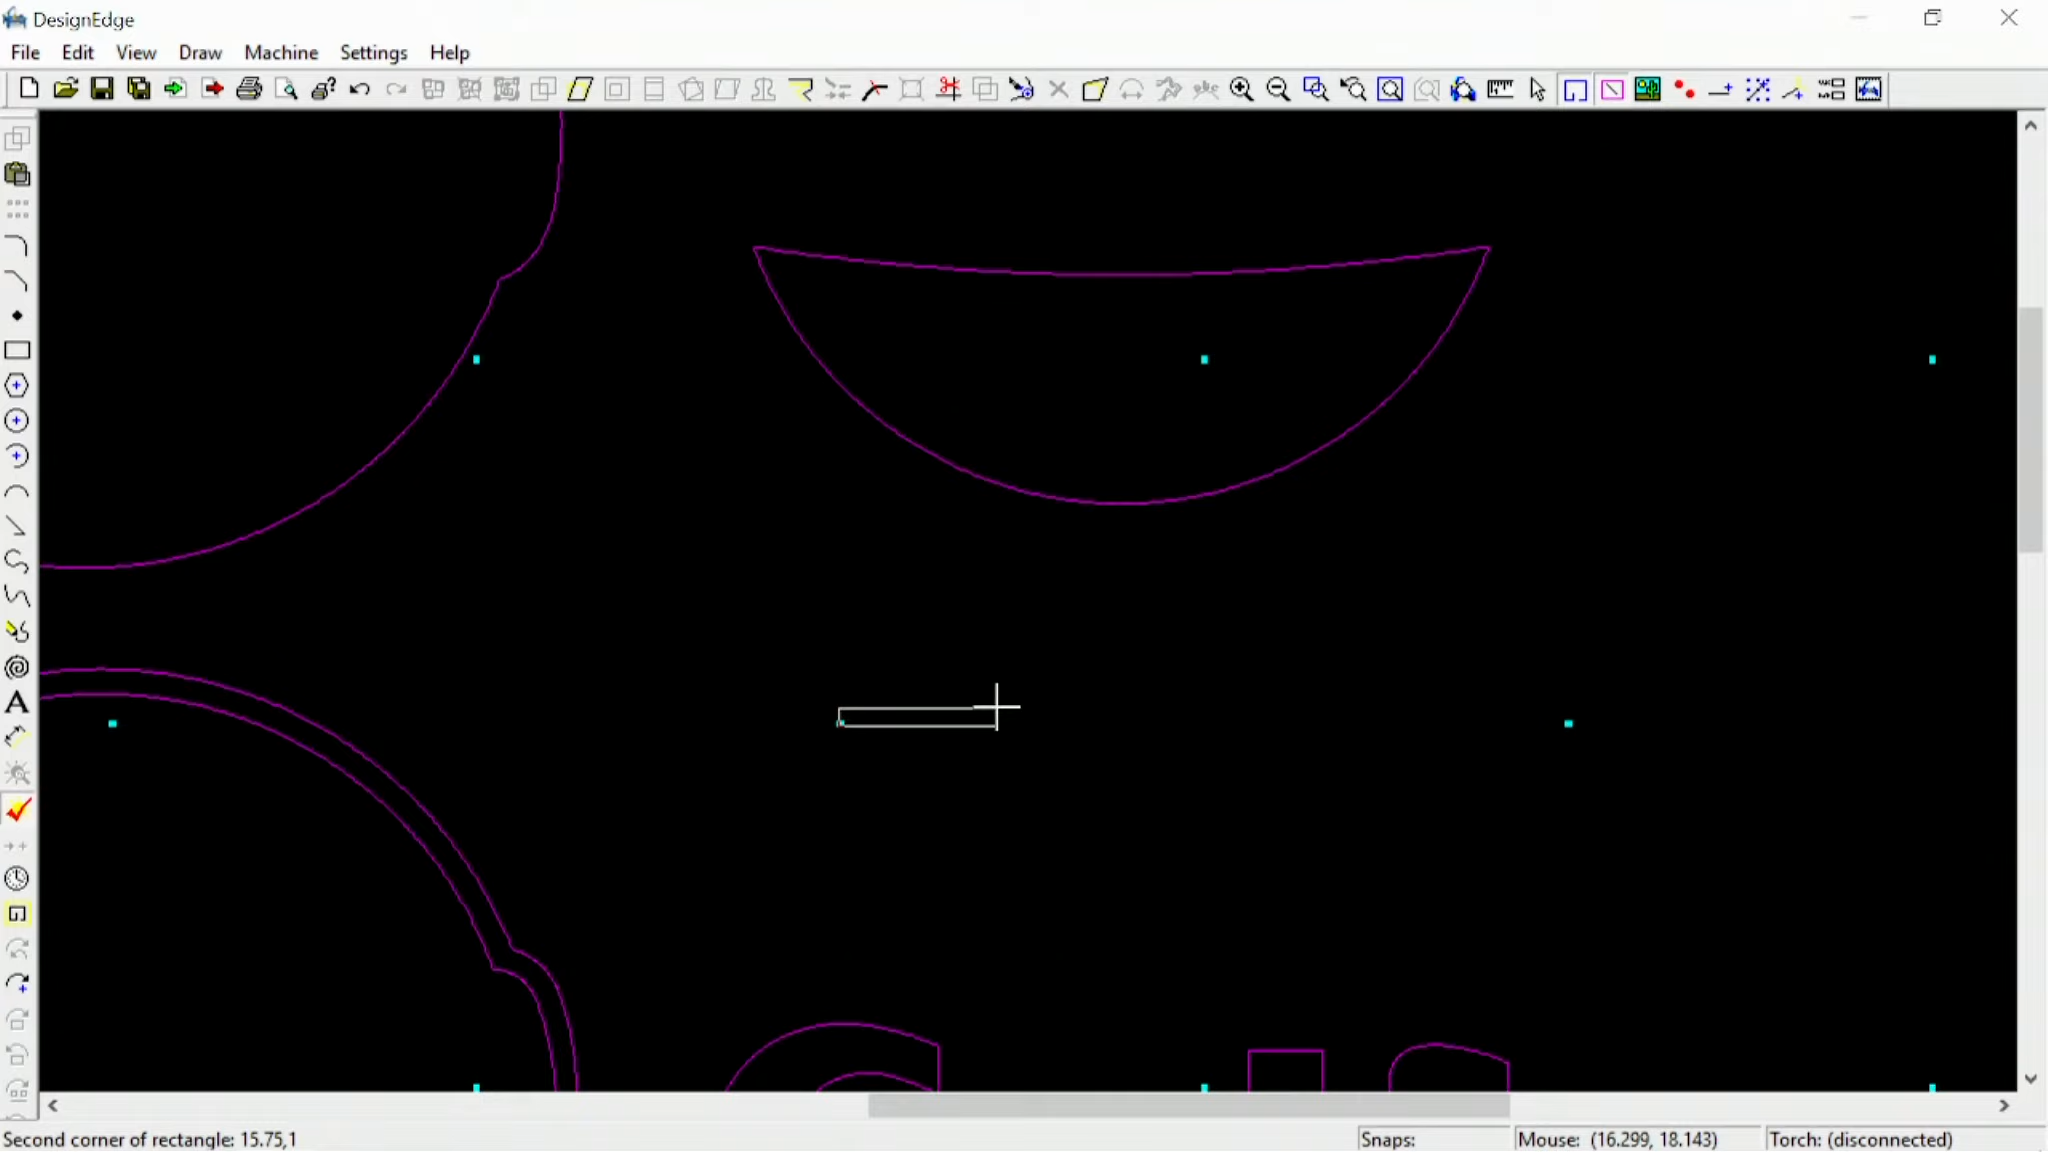 DesignEdge
File Edit View Draw Machine Settings Help
A
Second corner of rectangle: 15.75,1
Snaps:
Mouse: (16.299, 18.143)
Torch: (disconnected)